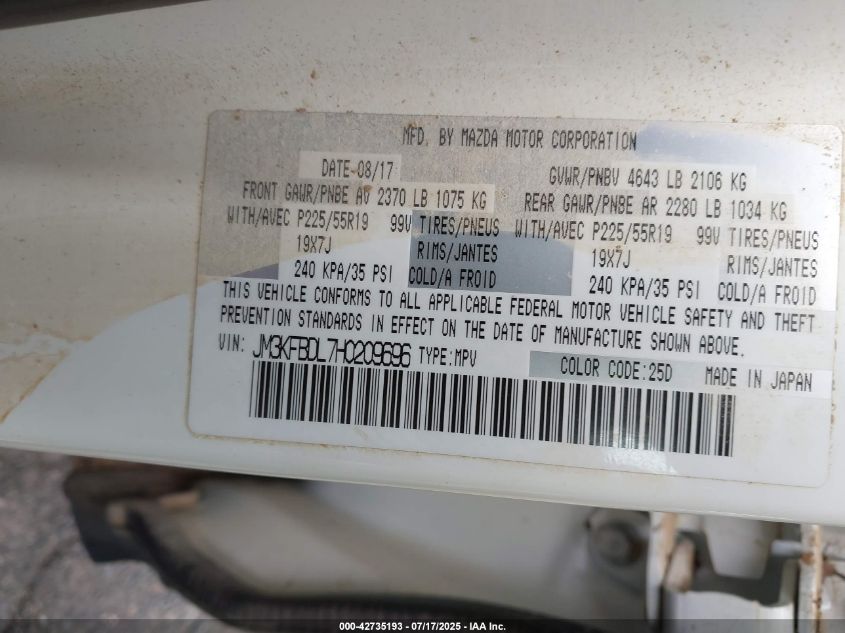 MFD. BY MAZDA MOTOR CORPORATION
DATE-08/17 GVWR/PNBV 4643 LB 2106 KG
FRONT GAWR/PNBE AV 2370 LB 1075 KG REAR GAWR/PNBE AR 2280 LB 1034 KG
WITH/AVEC P225/55R19 99V TIRES/PNEUS WITH/AVEC P225/55R19 99V TIRES/PNEUS
19X7J RIMS/JANTES 19X7J RIMS/JANTES
240 KPA/35 PSI COLD/A FROID 240 KPA/35 PSI COLD/A FROID
THIS VEHICLE CONFORMS TO ALL APPLICABLE FEDERAL MOTOR VEHICLE SAFETY AND THEFT
PREVENTION STANDARDS IN EFFECT ON THE DATE OF MANUFACTURE SHOWN ABOVE.
VIN: JM3KFBDL7H0209696 TYPE:MPV COLOR CODE:25D MADE IN JAPAN
000-42735193 - 07/17/2025 - IAA Inc.